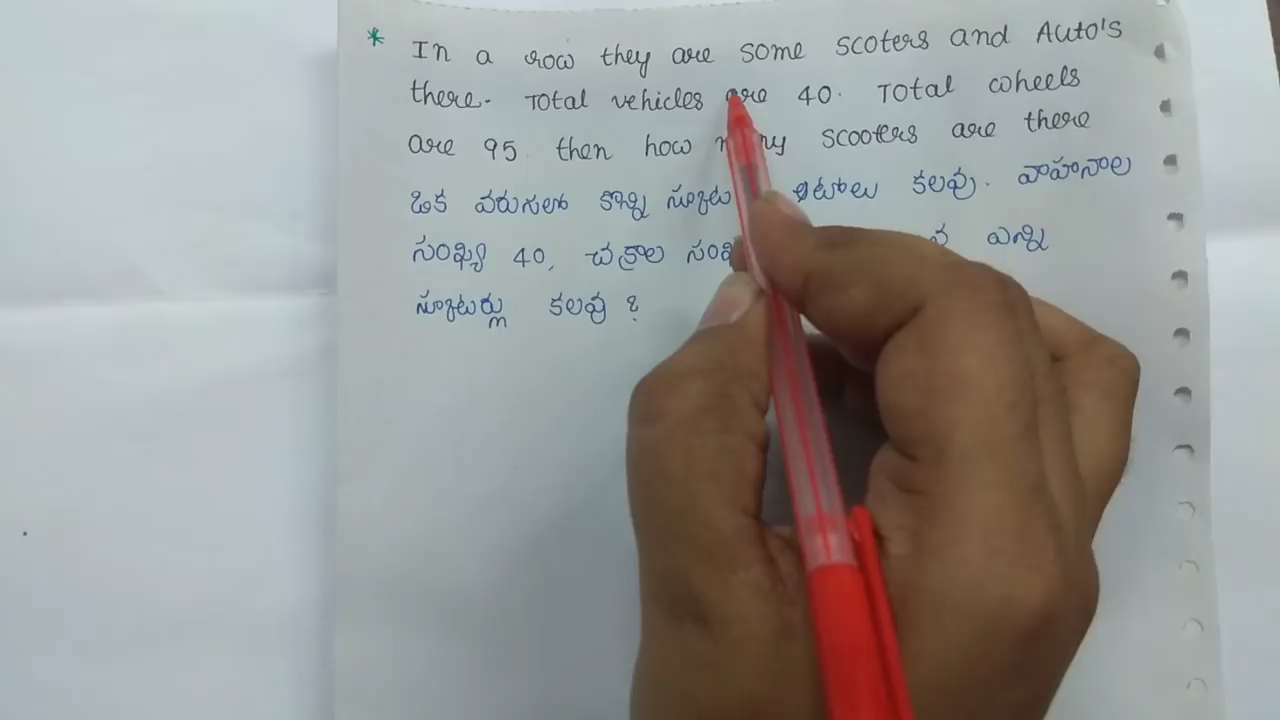 * In a row they are some scoters and Auto's
there. Total vehicles are 40. Total wheels
are 95 then how many scooters are there
ఒక వరుసలో కొన్ని స్కూట ఆటోలు కలవు. వాహనాల
సంఖ్య 40, చక్రాల ఎన్ని
స్కూటర్లు కలవు ?